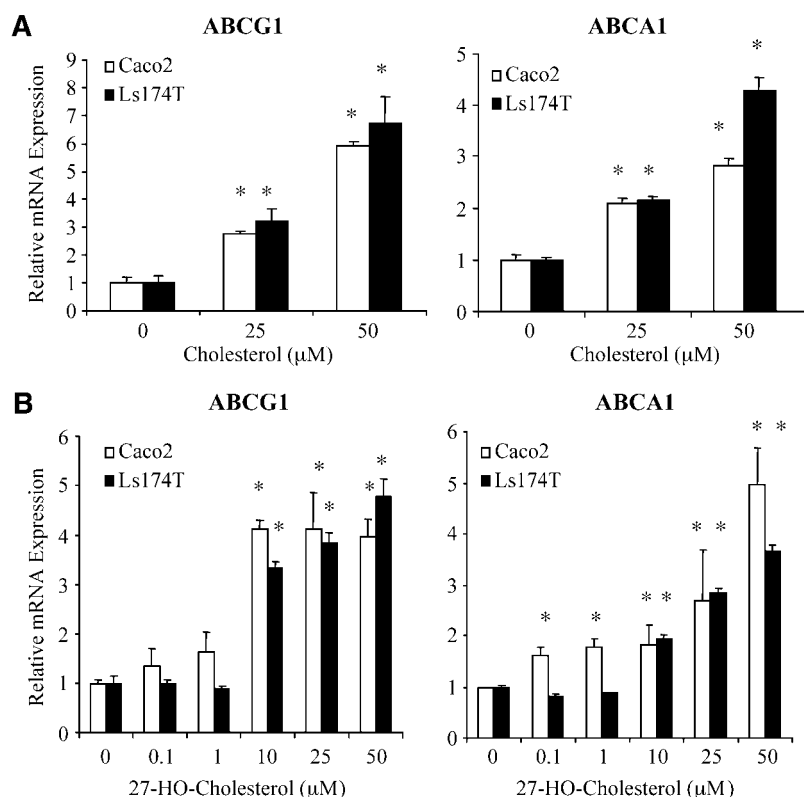 A
ABCG1
Relative mRNA Expression
9
8
7
6
5
4
3
2
1
0
Caco2
Ls174T
* *
* *
0 25 50
Cholesterol (μM)
ABCA1
5
4
3
2
1
0
Caco2
Ls174T
* *
* *
0 25 50
Cholesterol (μM)
B
ABCG1
Relative mRNA Expression
6
5
4
3
2
1
0
Caco2
Ls174T
* *
* *
* *
0 0.1 1 10 25 50
27-HO-Cholesterol (μM)
ABCA1
6
5
4
3
2
1
0
Caco2
Ls174T
*
*
* *
* *
* *
0 0.1 1 10 25 50
27-HO-Cholesterol (μM)